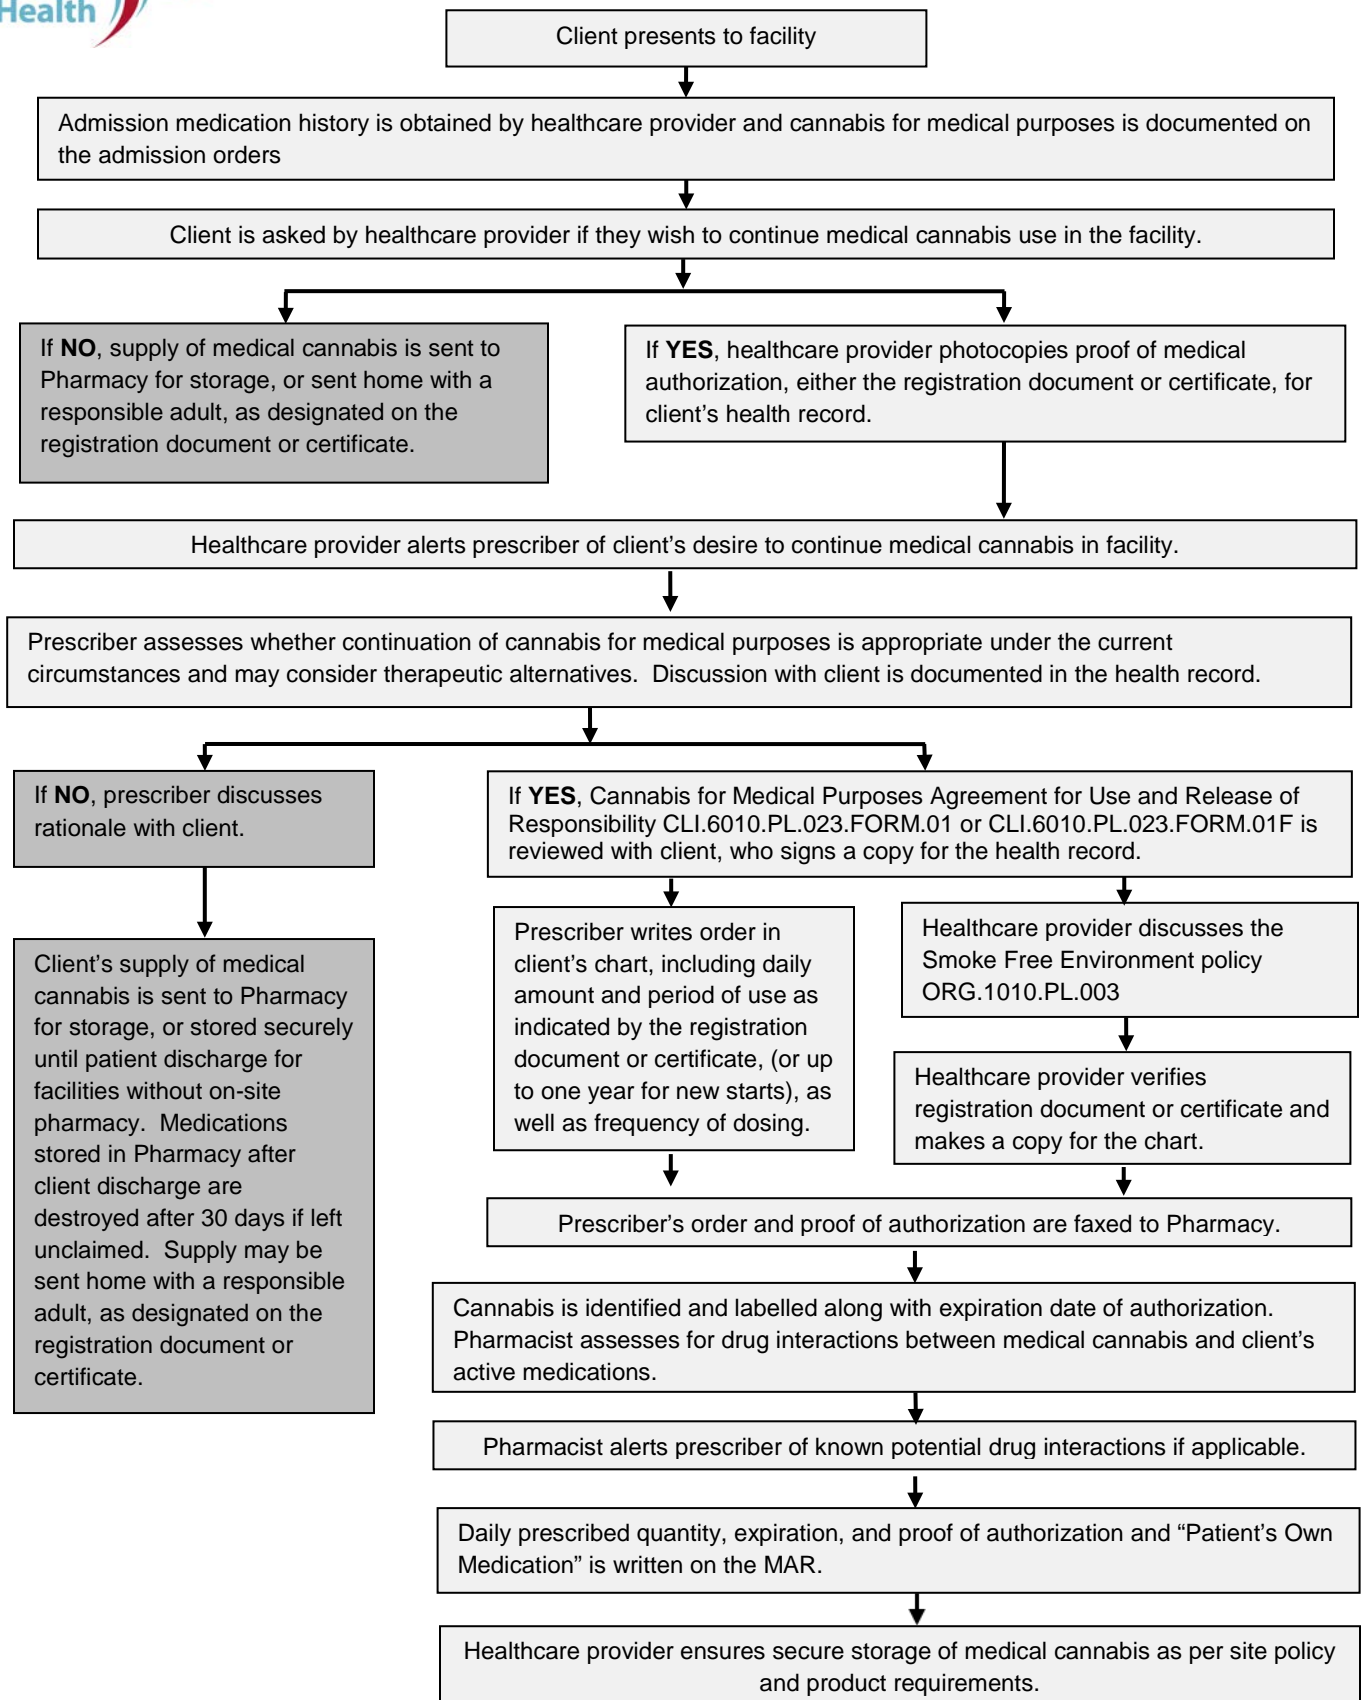 Health
Client presents to facility
Admission medication history is obtained by healthcare provider and cannabis for medical purposes is documented on
the admission orders
Client is asked by healthcare provider if they wish to continue medical cannabis use in the facility.
If NO, supply of medical cannabis is sent to
Pharmacy for storage, or sent home with a
responsible adult, as designated on the
registration document or certificate.
If YES, healthcare provider photocopies proof of medical
authorization, either the registration document or certificate, for
client's health record.
Healthcare provider alerts prescriber of client's desire to continue medical cannabis in facility.
Prescriber assesses whether continuation of cannabis for medical purposes is appropriate under the current
circumstances and may consider therapeutic alternatives.  Discussion with client is documented in the health record.
If NO, prescriber discusses
rationale with client.
Client's supply of medical
cannabis is sent to Pharmacy
for storage, or stored securely
until patient discharge for
facilities without on-site
pharmacy.  Medications
stored in Pharmacy after
client discharge are
destroyed after 30 days if left
unclaimed.  Supply may be
sent home with a responsible
adult, as designated on the
registration document or
certificate.
If YES, Cannabis for Medical Purposes Agreement for Use and Release of
Responsibility CLI.6010.PL.023.FORM.01 or CLI.6010.PL.023.FORM.01F is
reviewed with client, who signs a copy for the health record.
Prescriber writes order in
client's chart, including daily
amount and period of use as
indicated by the registration
document or certificate, (or up
to one year for new starts), as
well as frequency of dosing.
Healthcare provider discusses the
Smoke Free Environment policy
ORG.1010.PL.003
Healthcare provider verifies
registration document or certificate and
makes a copy for the chart.
Prescriber's order and proof of authorization are faxed to Pharmacy.
Cannabis is identified and labelled along with expiration date of authorization.
Pharmacist assesses for drug interactions between medical cannabis and client's
active medications.
Pharmacist alerts prescriber of known potential drug interactions if applicable.
Daily prescribed quantity, expiration, and proof of authorization and “Patient's Own
Medication” is written on the MAR.
Healthcare provider ensures secure storage of medical cannabis as per site policy
and product requirements.